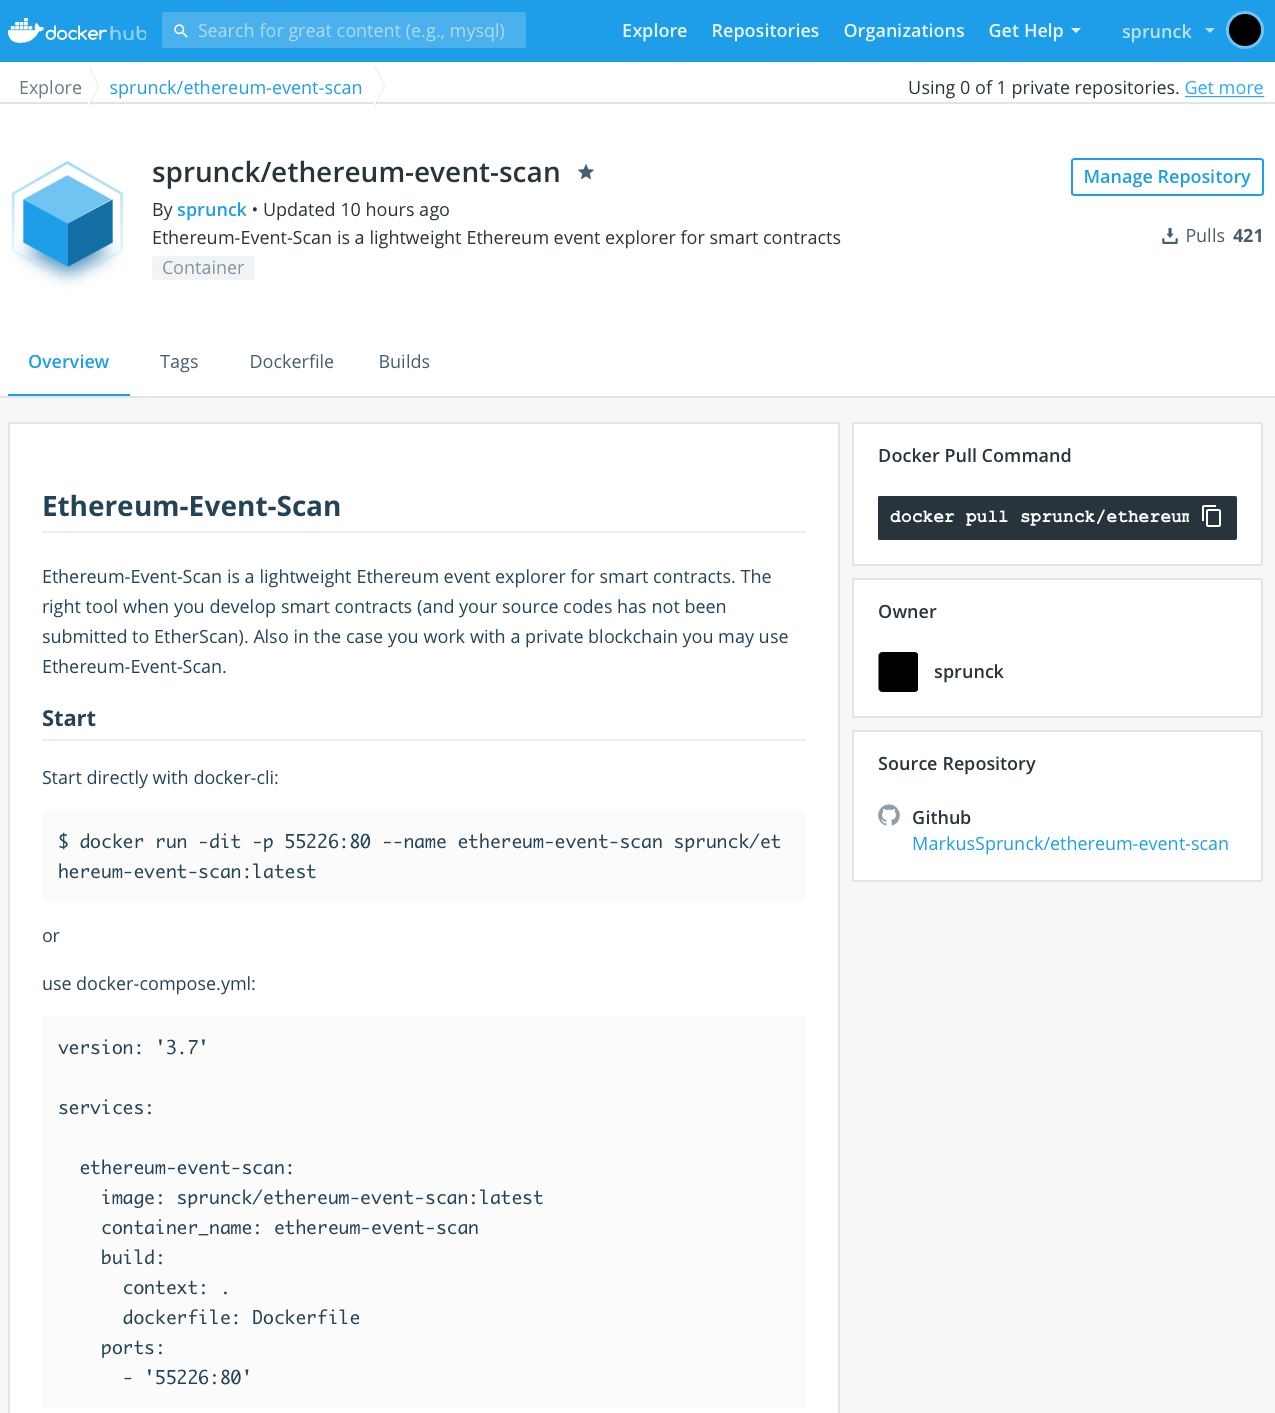 docker hub
Search for great content (e.g., mysql)
Explore
Repositories
Organizations
Get Help
sprunck
Explore
sprunck/ethereum-event-scan
Using 0 of 1 private repositories. Get more
sprunck/ethereum-event-scan
Manage Repository
By sprunck • Updated 10 hours ago
Ethereum-Event-Scan is a lightweight Ethereum event explorer for smart contracts
Pulls 421
Container
Overview
Tags
Dockerfile
Builds
Ethereum-Event-Scan
Ethereum-Event-Scan is a lightweight Ethereum event explorer for smart contracts. The
right tool when you develop smart contracts (and your source codes has not been
submitted to EtherScan). Also in the case you work with a private blockchain you may use
Ethereum-Event-Scan.
Start
Start directly with docker-cli:
$ docker run -dit -p 55226:80 --name ethereum-event-scan sprunck/et
hereum-event-scan:latest
or
use docker-compose.yml:
version: '3.7'
services:
ethereum-event-scan:
image: sprunck/ethereum-event-scan:latest
container_name: ethereum-event-scan
build:
context: .
dockerfile: Dockerfile
ports:
- '55226:80'
Docker Pull Command
docker pull sprunck/ethereum
Owner
sprunck
Source Repository
Github
MarkusSprunck/ethereum-event-scan